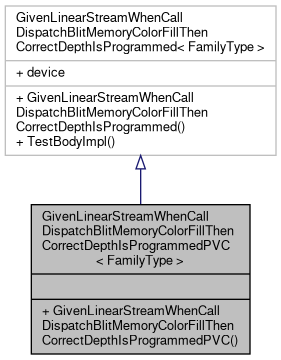 GivenLinearStreamWhenCall
DispatchBlitMemoryColorFillThen
CorrectDepthIsProgrammed< FamilyType >
+ device
+ GivenLinearStreamWhenCall
DispatchBlitMemoryColorFillThen
CorrectDepthIsProgrammed()
+ TestBodyImpl()
GivenLinearStreamWhenCall
DispatchBlitMemoryColorFillThen
CorrectDepthIsProgrammedPVC
< FamilyType >
+ GivenLinearStreamWhenCall
DispatchBlitMemoryColorFillThen
CorrectDepthIsProgrammedPVC()